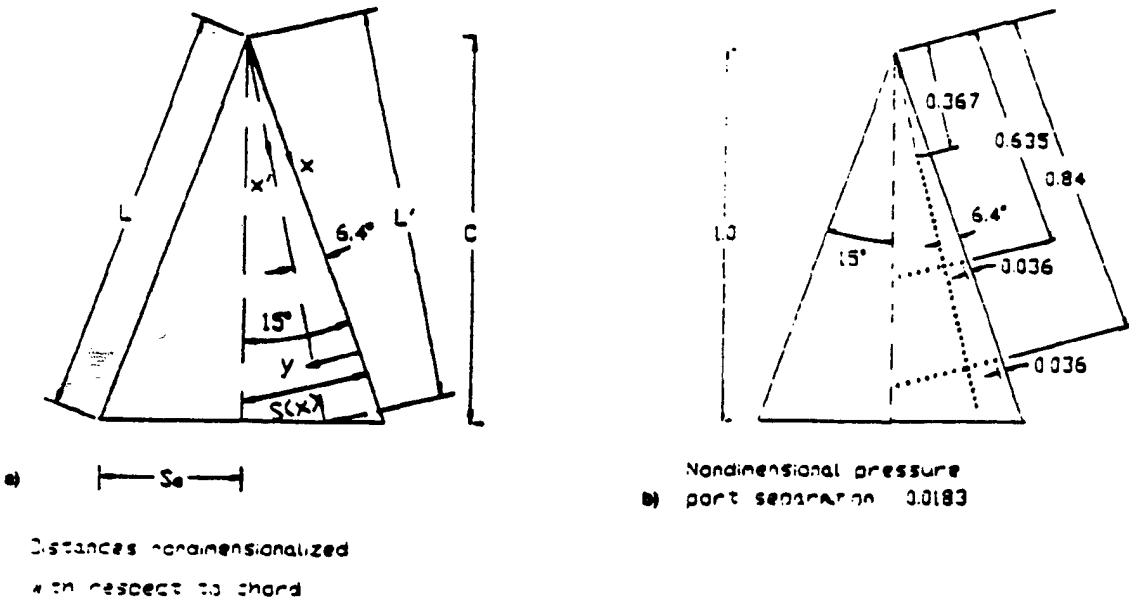 L
x'
x
6.4°
L'
C
15°
y
S(x)
a)
So
Distances nondimensionalized
with respect to chord
0.367
0.635
0.84
1.0
15°
6.4°
0.036
0.036
Nondimensional pressure
b) port separation 0.0183